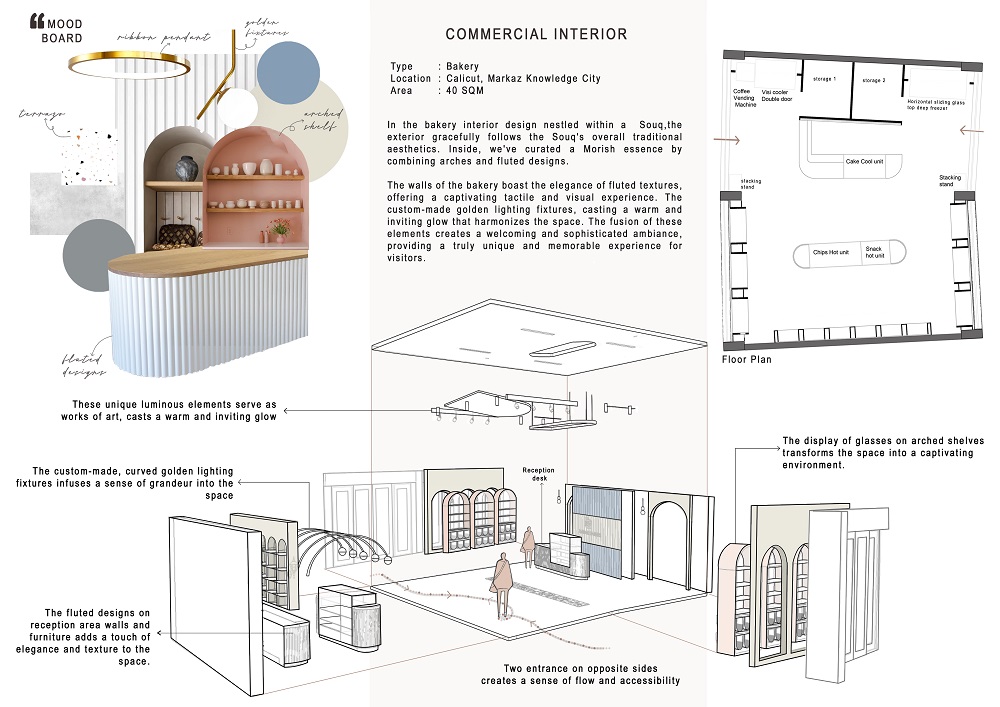 ❝ MOOD
BOARD
ribbon pendant
golden
fixtures
terrazo
arched
shelf
fluted
designs
COMMERCIAL INTERIOR
Type : Bakery
Location : Calicut, Markaz Knowledge City
Area : 40 SQM
In the bakery interior design nestled within a Souq,the
exterior gracefully follows the Souq's overall traditional
aesthetics. Inside, we've curated a Morish essence by
combining arches and fluted designs.
The walls of the bakery boast the elegance of fluted textures,
offering a captivating tactile and visual experience. The
custom-made golden lighting fixtures, casting a warm and
inviting glow that harmonizes the space. The fusion of these
elements creates a welcoming and sophisticated ambiance,
providing a truly unique and memorable experience for
visitors.
storage 1
storage 2
Coffee
Vending
Machine
Visi cooler
Double door
Horizontal sliding glass
top deep freezer
Cake Cool unit
stacking
stand
Stacking
stand
Chips Hot unit
Snack
hot unit
Floor Plan
These unique luminous elements serve as
works of art, casts a warm and inviting glow
The custom-made, curved golden lighting
fixtures infuses a sense of grandeur into the
space
Reception
desk
The display of glasses on arched shelves
transforms the space into a captivating
environment.
The fluted designs on
reception area walls and
furniture adds a touch of
elegance and texture to the
space.
Two entrance on opposite sides
creates a sense of flow and accessibility